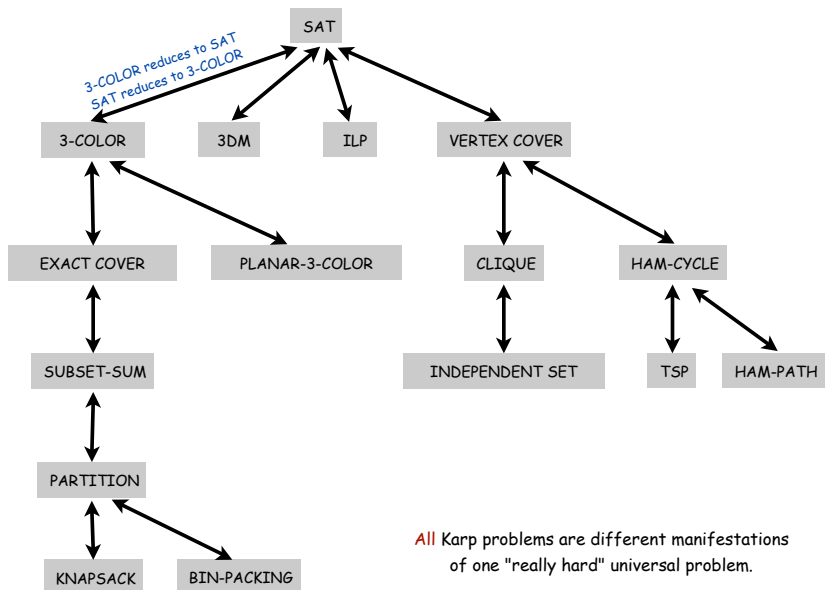 SAT
3-COLOR reduces to SAT
SAT reduces to 3-COLOR
3-COLOR
3DM
ILP
VERTEX COVER
EXACT COVER
PLANAR-3-COLOR
CLIQUE
HAM-CYCLE
SUBSET-SUM
INDEPENDENT SET
TSP
HAM-PATH
PARTITION
All Karp problems are different manifestations
of one "really hard" universal problem.
KNAPSACK
BIN-PACKING